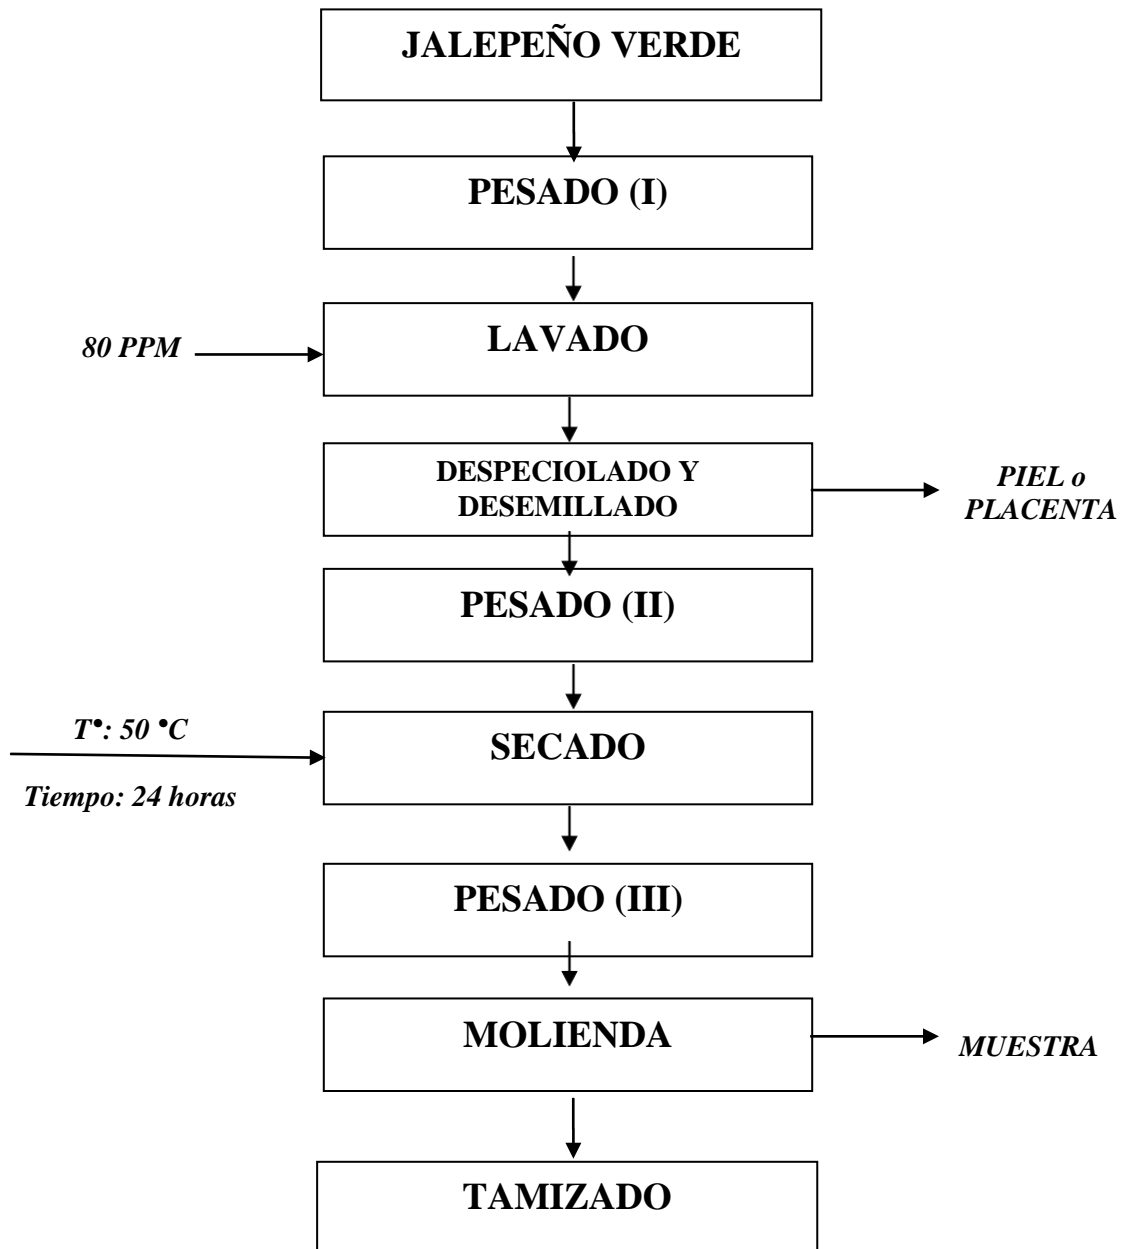 JALEPEÑO VERDE
PESADO (I)
80 PPM
LAVADO
DESPECIOLADO Y
DESEMILLADO
PIEL o
PLACENTA
PESADO (II)
T•: 50 •C
Tiempo: 24 horas
SECADO
PESADO (III)
MOLIENDA
MUESTRA
TAMIZADO